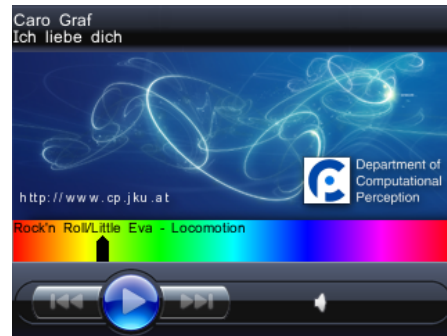 Caro Graf
Ich liebe dich
Department of
Computational
Perception
http://www.cp.jku.at
Rock'n Roll/Little Eva - Locomotion